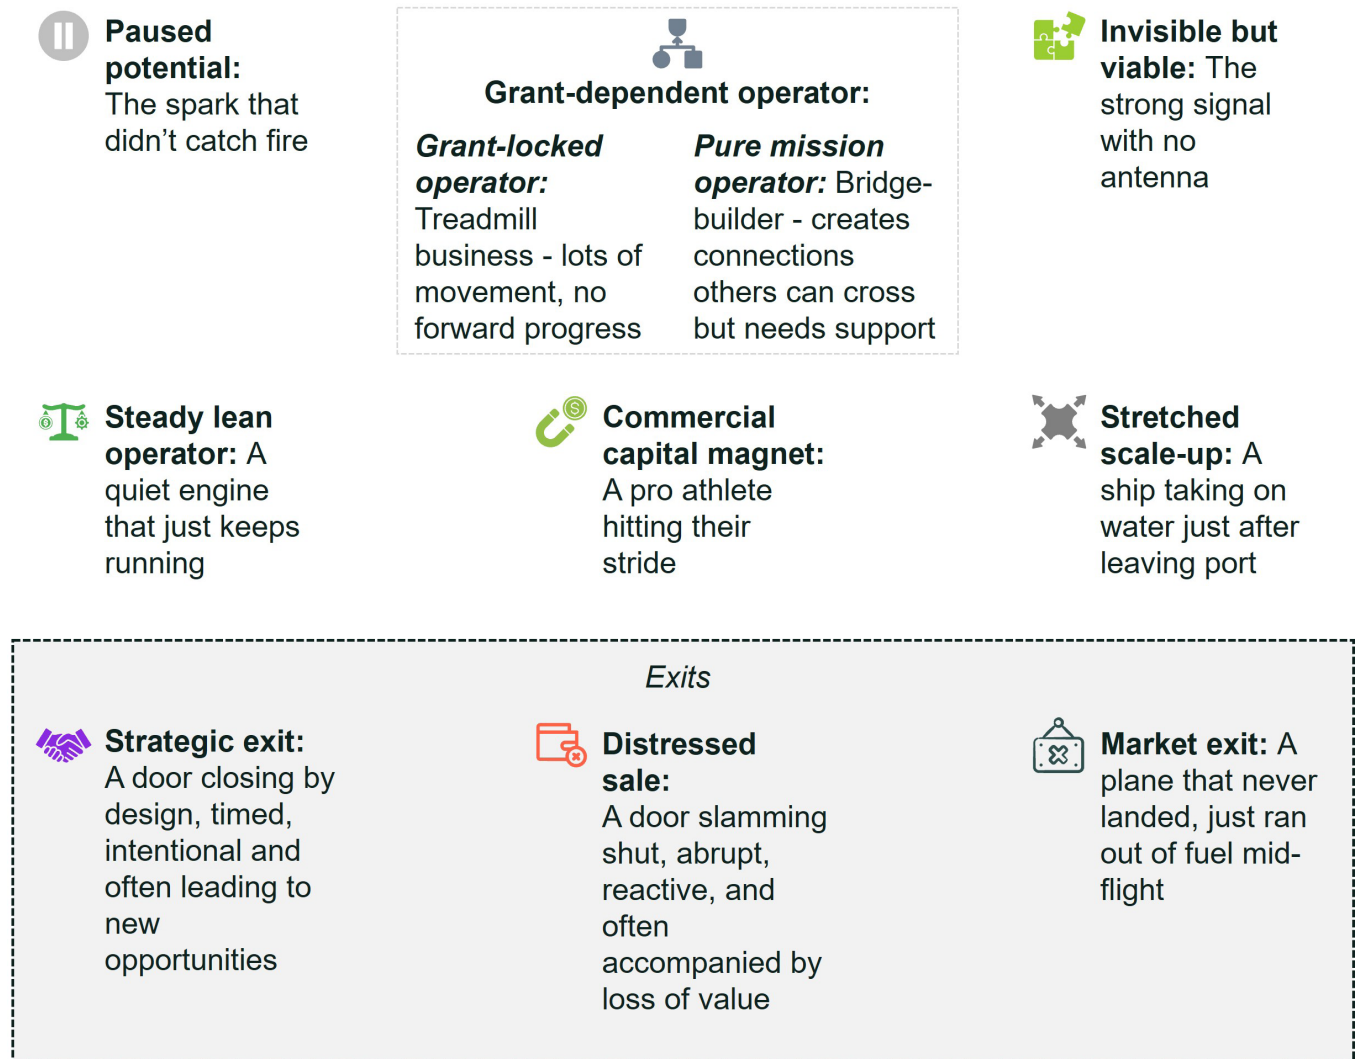 Paused
potential:
The spark that
didn’t catch fire
Grant-dependent operator:
Grant-locked
operator:
Treadmill
business - lots of
movement, no
forward progress
Pure mission
operator: Bridge-
builder - creates
connections
others can cross
but needs support
Invisible but
viable: The
strong signal
with no
antenna
Steady lean
operator: A
quiet engine
that just keeps
running
Commercial
capital magnet:
A pro athlete
hitting their
stride
Stretched
scale-up: A
ship taking on
water just after
leaving port
Exits
Strategic exit:
A door closing by
design, timed,
intentional and
often leading to
new
opportunities
Distressed
sale:
A door slamming
shut, abrupt,
reactive, and
often
accompanied by
loss of value
Market exit: A
plane that never
landed, just ran
out of fuel mid-
flight